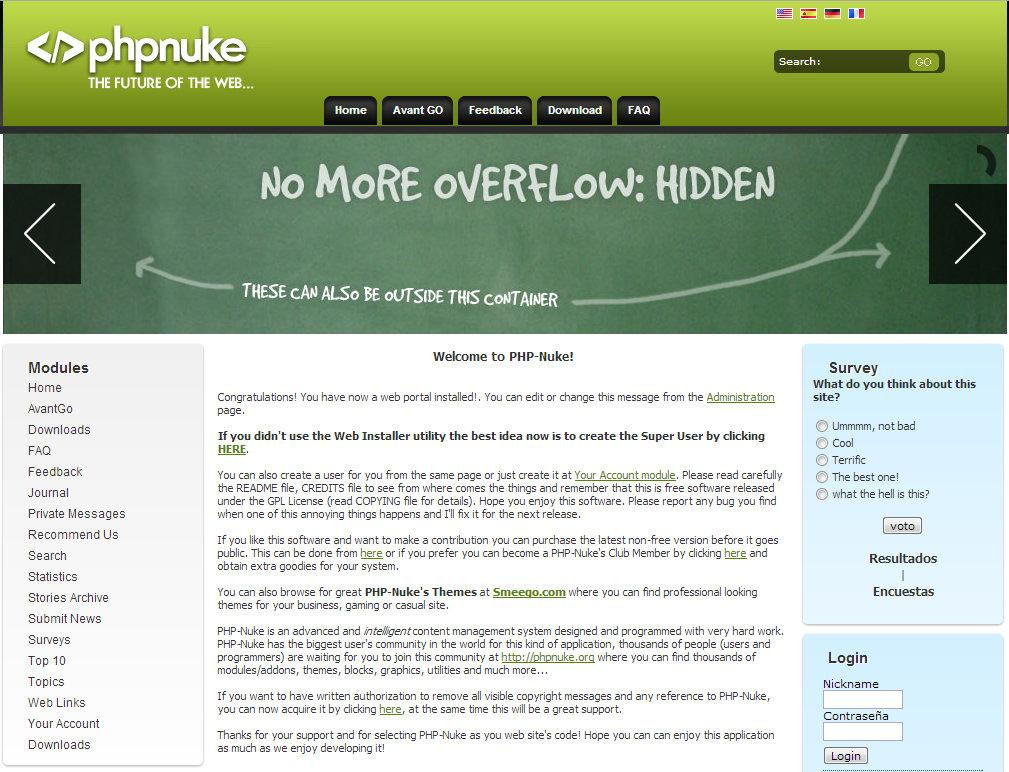 </>phpnuke
THE FUTURE OF THE WEB...
Search:
GO
Home
Avant GO
Feedback
Download
FAQ
NO MORE OVERFLOW: HIDDEN
THESE CAN ALSO BE OUTSIDE THIS CONTAINER
Modules
Home
AvantGo
Downloads
FAQ
Feedback
Journal
Private Messages
Recommend Us
Search
Statistics
Stories Archive
Submit News
Surveys
Top 10
Topics
Web Links
Your Account
Downloads
Welcome to PHP-Nuke!
Congratulations! You have now a web portal installed!. You can edit or change this message from the Administration
page.
If you didn't use the Web Installer utility the best idea now is to create the Super User by clicking
HERE.
You can also create a user for you from the same page or just create it at Your Account module. Please read carefully
the README file, CREDITS file to see from where comes the things and remember that this is free software released
under the GPL License (read COPYING file for details). Hope you enjoy this software. Please report any bug you find
when one of this annoying things happens and I'll fix it for the next release.
If you like this software and want to make a contribution you can purchase the latest non-free version before it goes
public. This can be done from here or if you prefer you can become a PHP-Nuke's Club Member by clicking here and
obtain extra goodies for your system.
You can also browse for great PHP-Nuke's Themes at Smeego.com where you can find professional looking
themes for your business, gaming or casual site.
PHP-Nuke is an advanced and intelligent content management system designed and programmed with very hard work.
PHP-Nuke has the biggest user's community in the world for this kind of application, thousands of people (users and
programmers) are waiting for you to join this community at http://phpnuke.org where you can find thousands of
modules/addons, themes, blocks, graphics, utilities and much more...
If you want to have written authorization to remove all visible copyright messages and any reference to PHP-Nuke,
you can now acquire it by clicking here, at the same time this will be a great support.
Thanks for your support and for selecting PHP-Nuke as you web site's code! Hope you can can enjoy this application
as much as we enjoy developing it!
Survey
What do you think about this
site?
Ummmm, not bad
Cool
Terrific
The best one!
what the hell is this?
voto
Resultados
|
Encuestas
Login
Nickname
Contraseña
Login